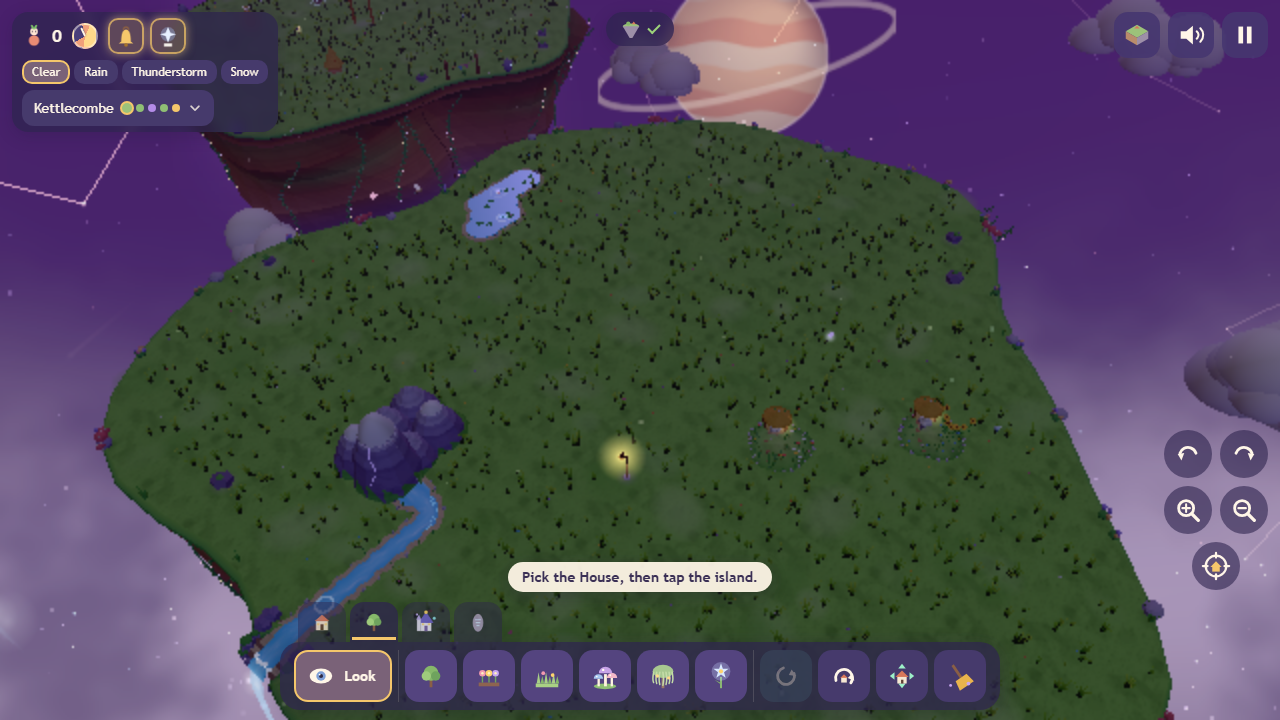 0
Clear Rain Thunderstorm Snow
Kettlecombe
Pick the House, then tap the island.
Look